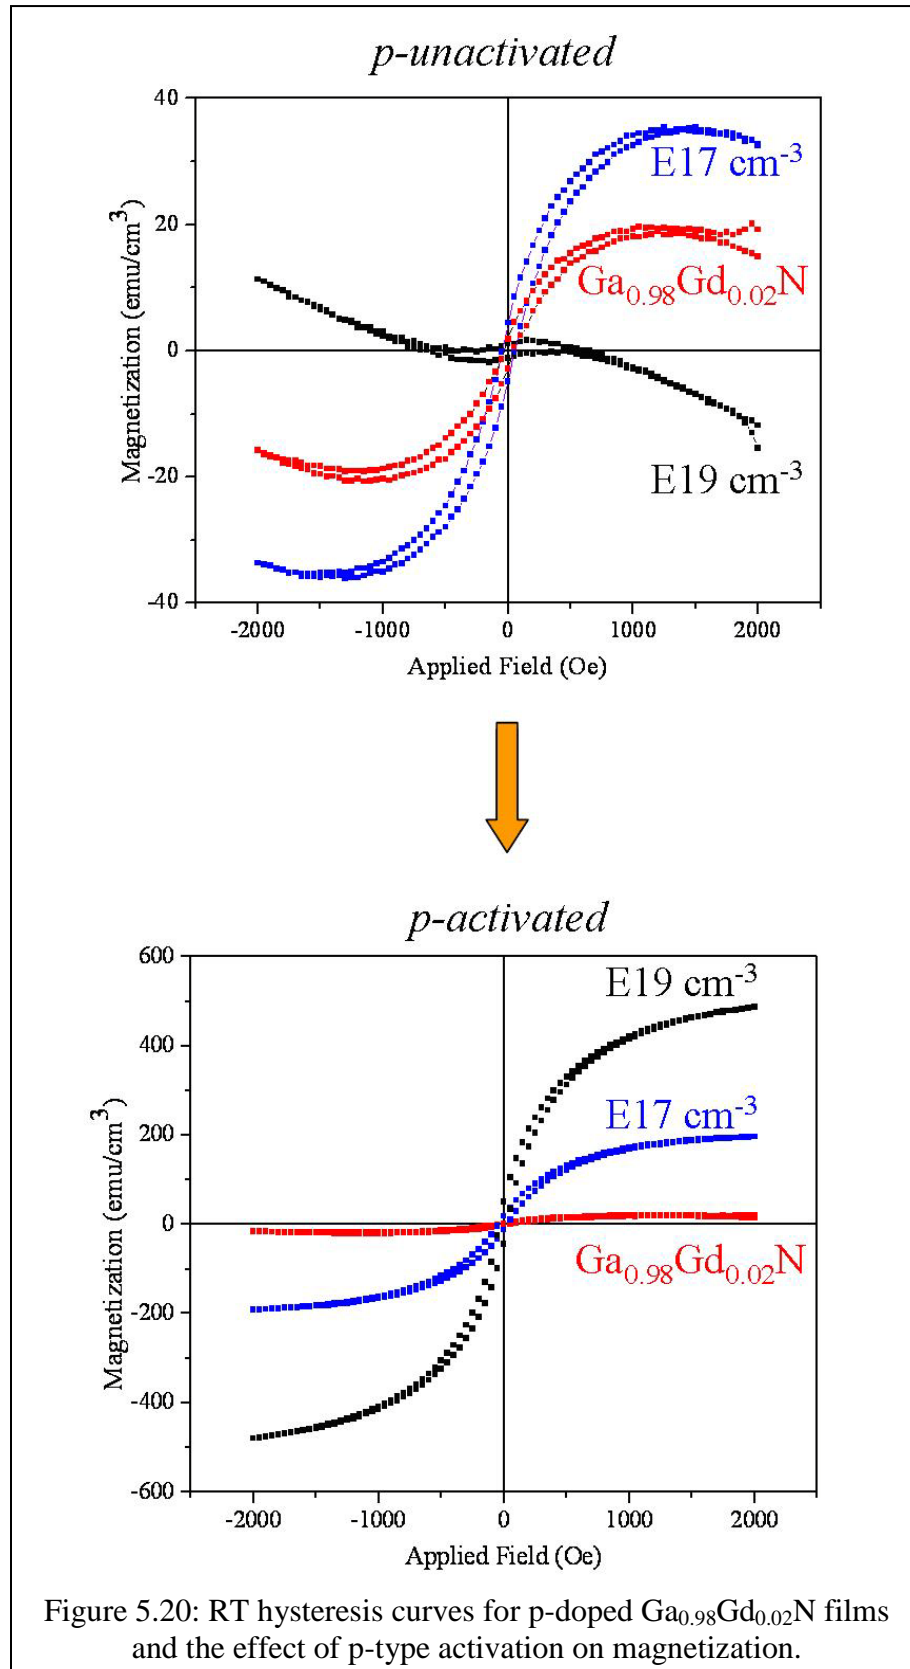 p-unactivated
40
20
0
-20
-40
Magnetization (emu/cm³)
E17 cm⁻³
Ga₀.₉₈Gd₀.₀₂N
E19 cm⁻³
-2000 -1000 0 1000 2000
Applied Field (Oe)
p-activated
600
400
200
0
-200
-400
-600
Magnetization (emu/cm³)
E19 cm⁻³
E17 cm⁻³
Ga₀.₉₈Gd₀.₀₂N
-2000 -1000 0 1000 2000
Applied Field (Oe)
Figure 5.20: RT hysteresis curves for p-doped Ga₀.₉₈Gd₀.₀₂N films
and the effect of p-type activation on magnetization.